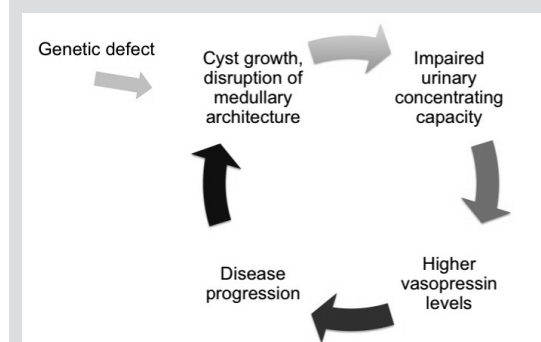 Genetic defect
Cyst growth,
disruption of
medullary
architecture
Impaired
urinary
concentrating
capacity
Higher
vasopressin
levels
Disease
progression